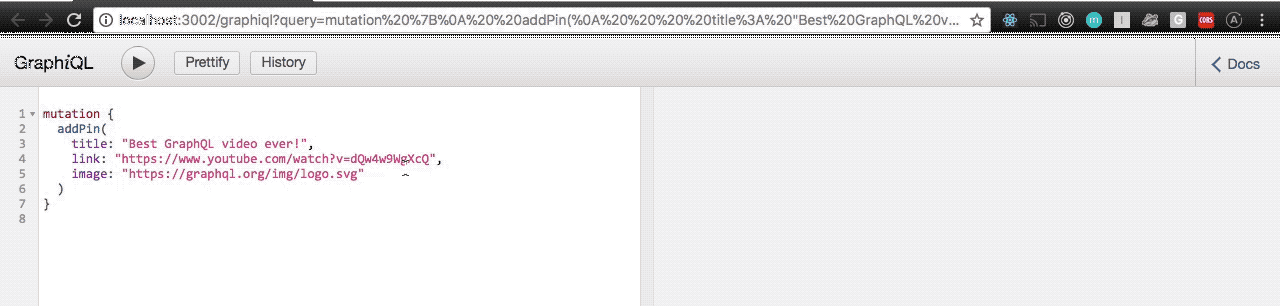 localhost:3002/graphiql?query=mutation%20%7B%0A%20%20addPin(%0A%20%20%20%20title%3A%20"Best%20GraphQL%20v...
GraphiQL Prettify History Docs
1 mutation {
2 addPin(
3 title: "Best GraphQL video ever!",
4 link: "https://www.youtube.com/watch?v=dQw4w9WgXcQ",
5 image: "https://graphql.org/img/logo.svg"
6 )
7 }
8